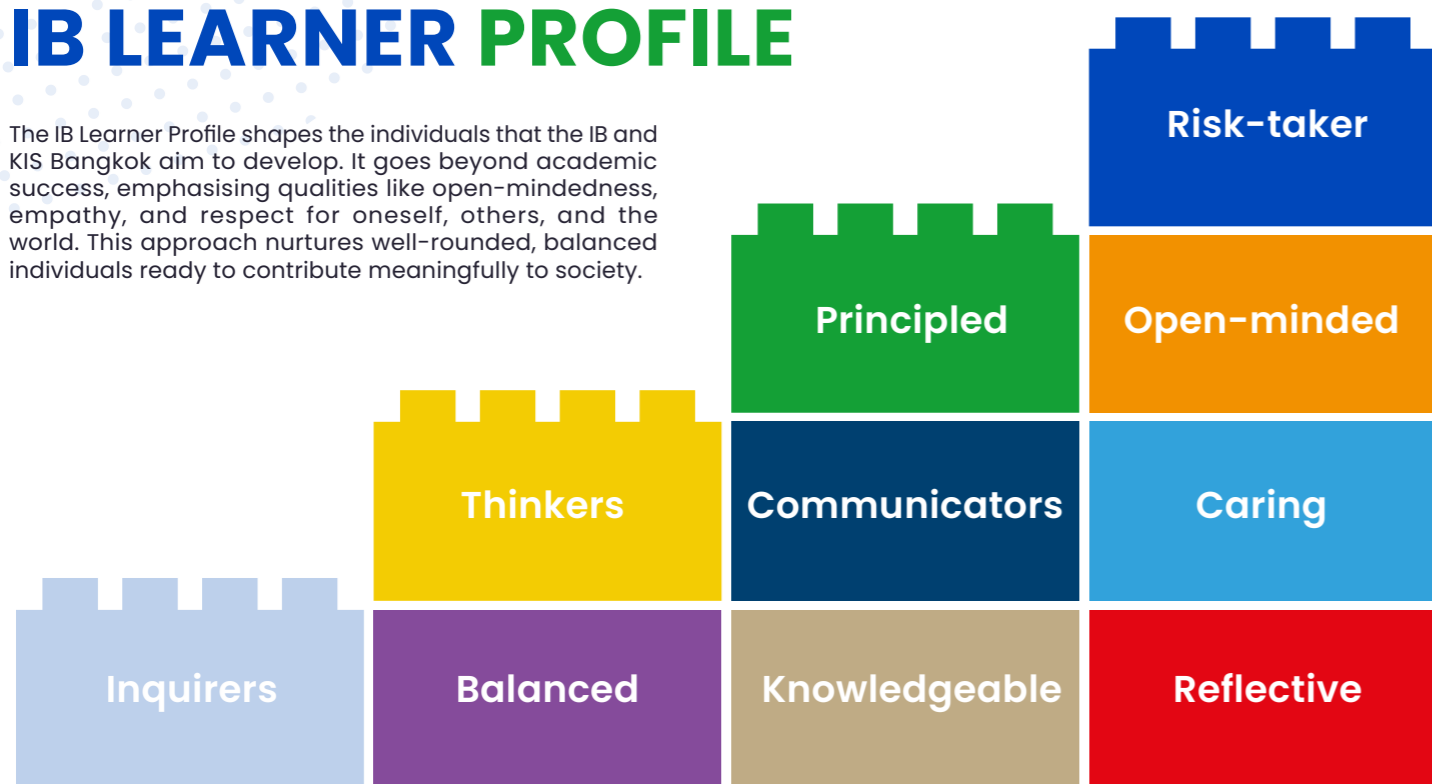 IB LEARNER PROFILE
The IB Learner Profile shapes the individuals that the IB and
KIS Bangkok aim to develop. It goes beyond academic
success, emphasising qualities like open-mindedness,
empathy, and respect for oneself, others, and the
world. This approach nurtures well-rounded, balanced
individuals ready to contribute meaningfully to society.
Risk-taker
Principled
Open-minded
Thinkers
Communicators
Caring
Inquirers
Balanced
Knowledgeable
Reflective